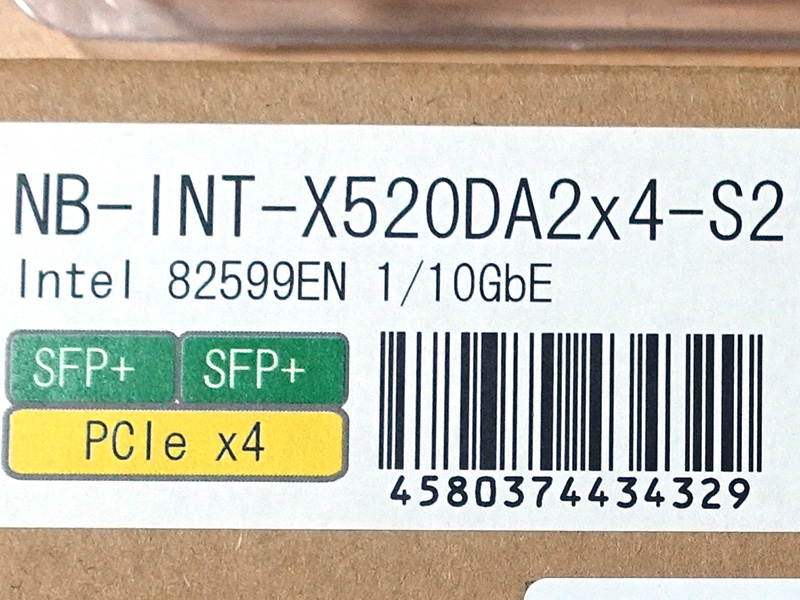 NB-INT-X520DA2x4-S2
Intel 82599EN 1/10GbE
SFP+ SFP+
PCIe x4
4580374434329